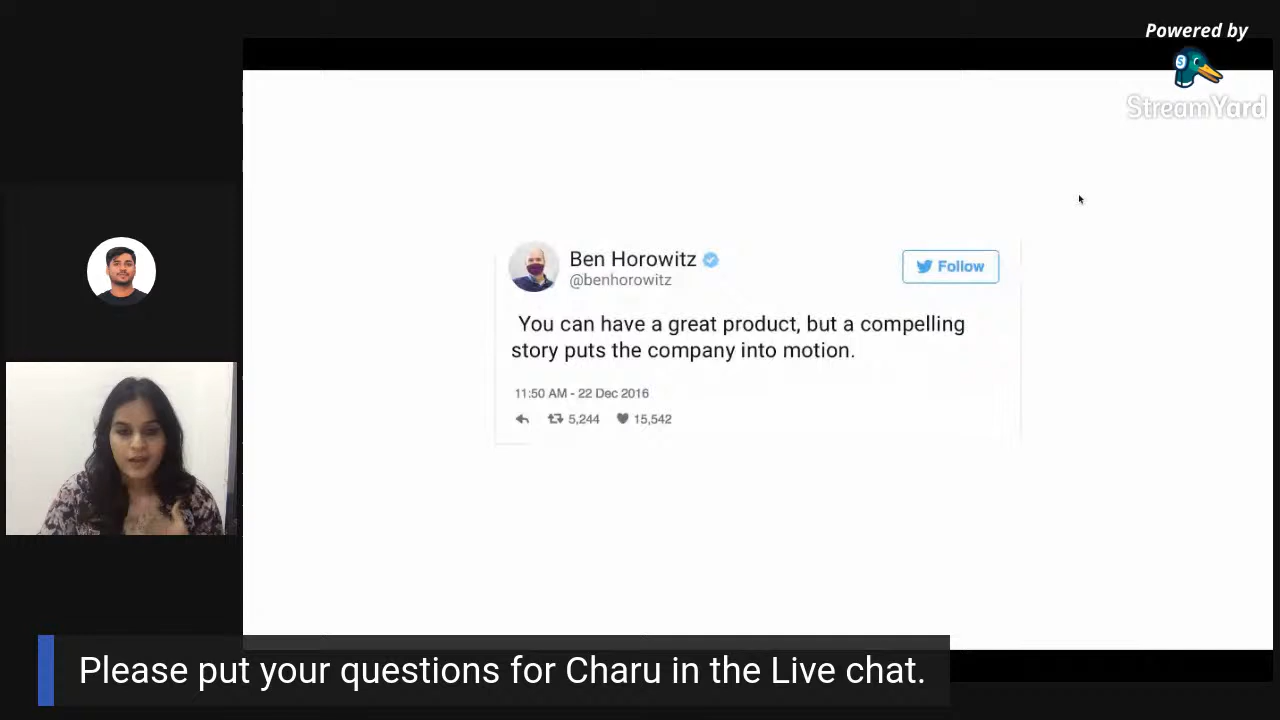 Powered by
StreamYard
Ben Horowitz
@benhorowitz
Follow
You can have a great product, but a compelling
story puts the company into motion.
11:50 AM - 22 Dec 2016
5,244 15,542
Please put your questions for Charu in the Live chat.